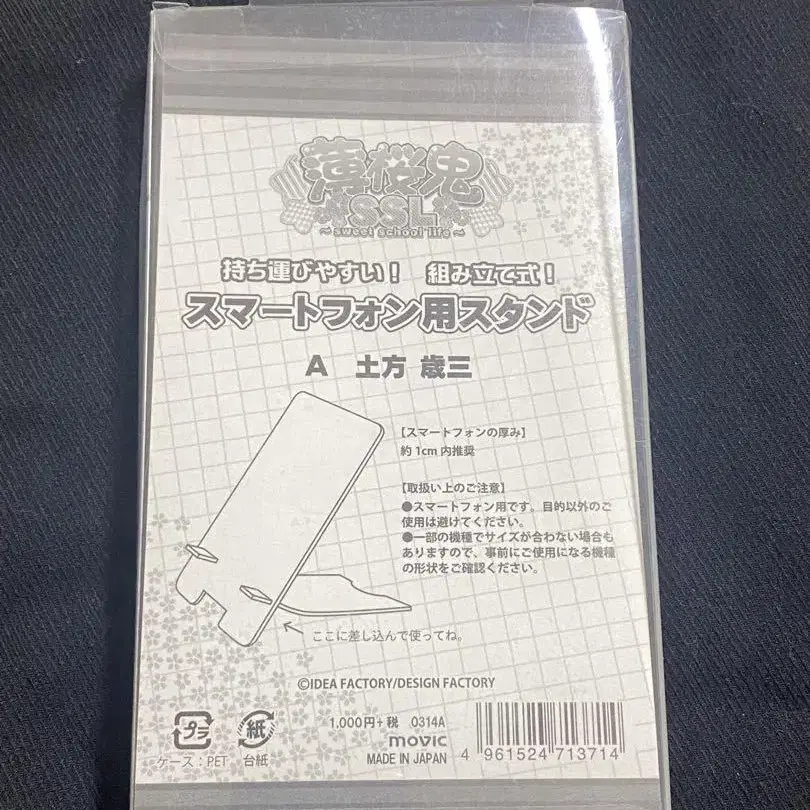 薄桜鬼
SSL
～sweet school life～
持ち運びやすい！ 組み立て式！
スマートフォン用スタンド
A 土方 歳三
【スマートフォンの厚み】
約1cm内推奨
【取扱い上のご注意】
●スマートフォン用です。目的以外のご
使用は避けてください。
●一部の機種でサイズが合わない場合も
ありますので、事前にご使用になる機種
の形状をご確認ください。
ここに差し込んで使ってね。
©IDEA FACTORY/DESIGN FACTORY
1,000円+税 0314A
movic
MADE IN JAPAN
プラ
ケース：PET
紙
台紙
4 961524 713714